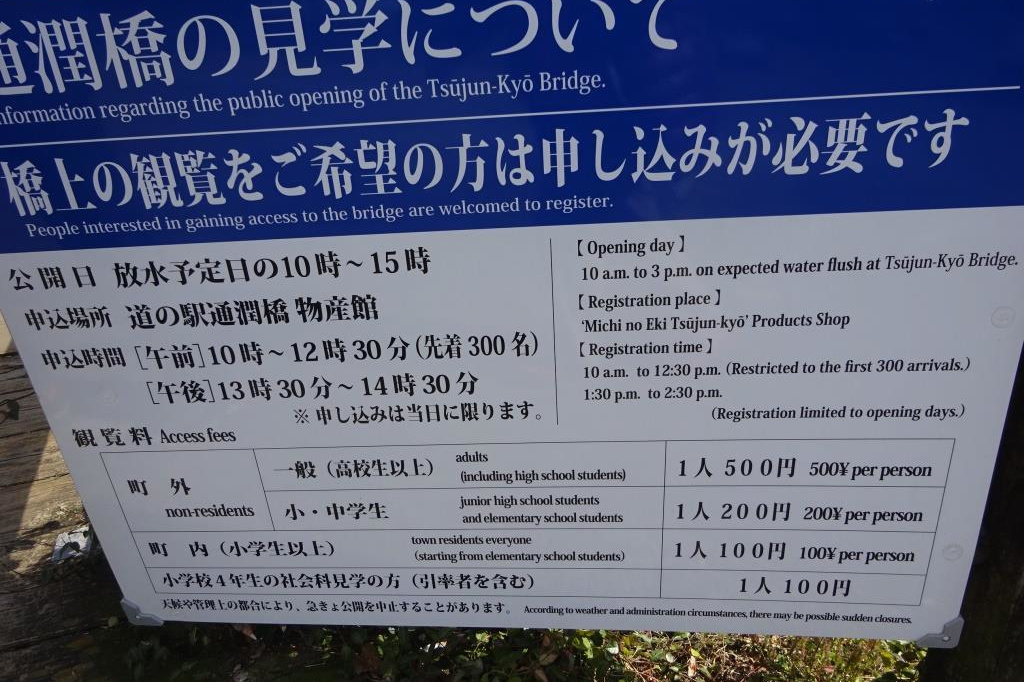 通潤橋の見学について
nformation regarding the public opening of the Tsūjun-Kyō Bridge.
橋上の観覧をご希望の方は申し込みが必要です
People interested in gaining access to the bridge are welcomed to register.
公開日 放水予定日の10時～15時
申込場所 道の駅通潤橋 物産館
申込時間 [午前]10時～12時30分(先着300名)
[午後]13時30分～14時30分
※申し込みは当日に限ります。
【Opening day】
10 a.m. to 3 p.m. on expected water flush at Tsūjun-Kyō Bridge.
【Registration place】
‘Michi no Eki Tsūjun-kyō’ Products Shop
【Registration time】
10 a.m. to 12:30 p.m. (Restricted to the first 300 arrivals.)
1:30 p.m. to 2:30 p.m.
(Registration limited to opening days.)
観覧料 Access fees
町外 non-residents
一般（高校生以上） adults (including high school students) 1人 500円 500¥ per person
小・中学生 junior high school students and elementary school students 1人 200円 200¥ per person
町内（小学生以上） town residents everyone (starting from elementary school students) 1人 100円 100¥ per person
小学校4年生の社会科見学の方（引率者を含む） 1人 100円
天候や管理上の都合により、急きょ公開を中止することがあります。 According to weather and administration circumstances, there may be possible sudden closures.